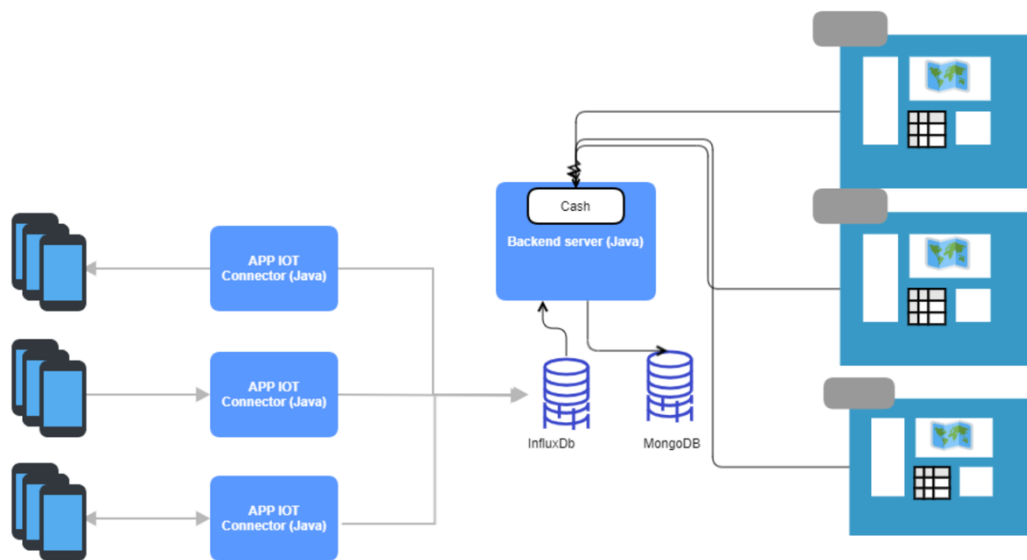 Cash
Backend server (Java)
APP IOT
Connector (Java)
APP IOT
Connector (Java)
APP IOT
Connector (Java)
InfluxDb
MongoDB